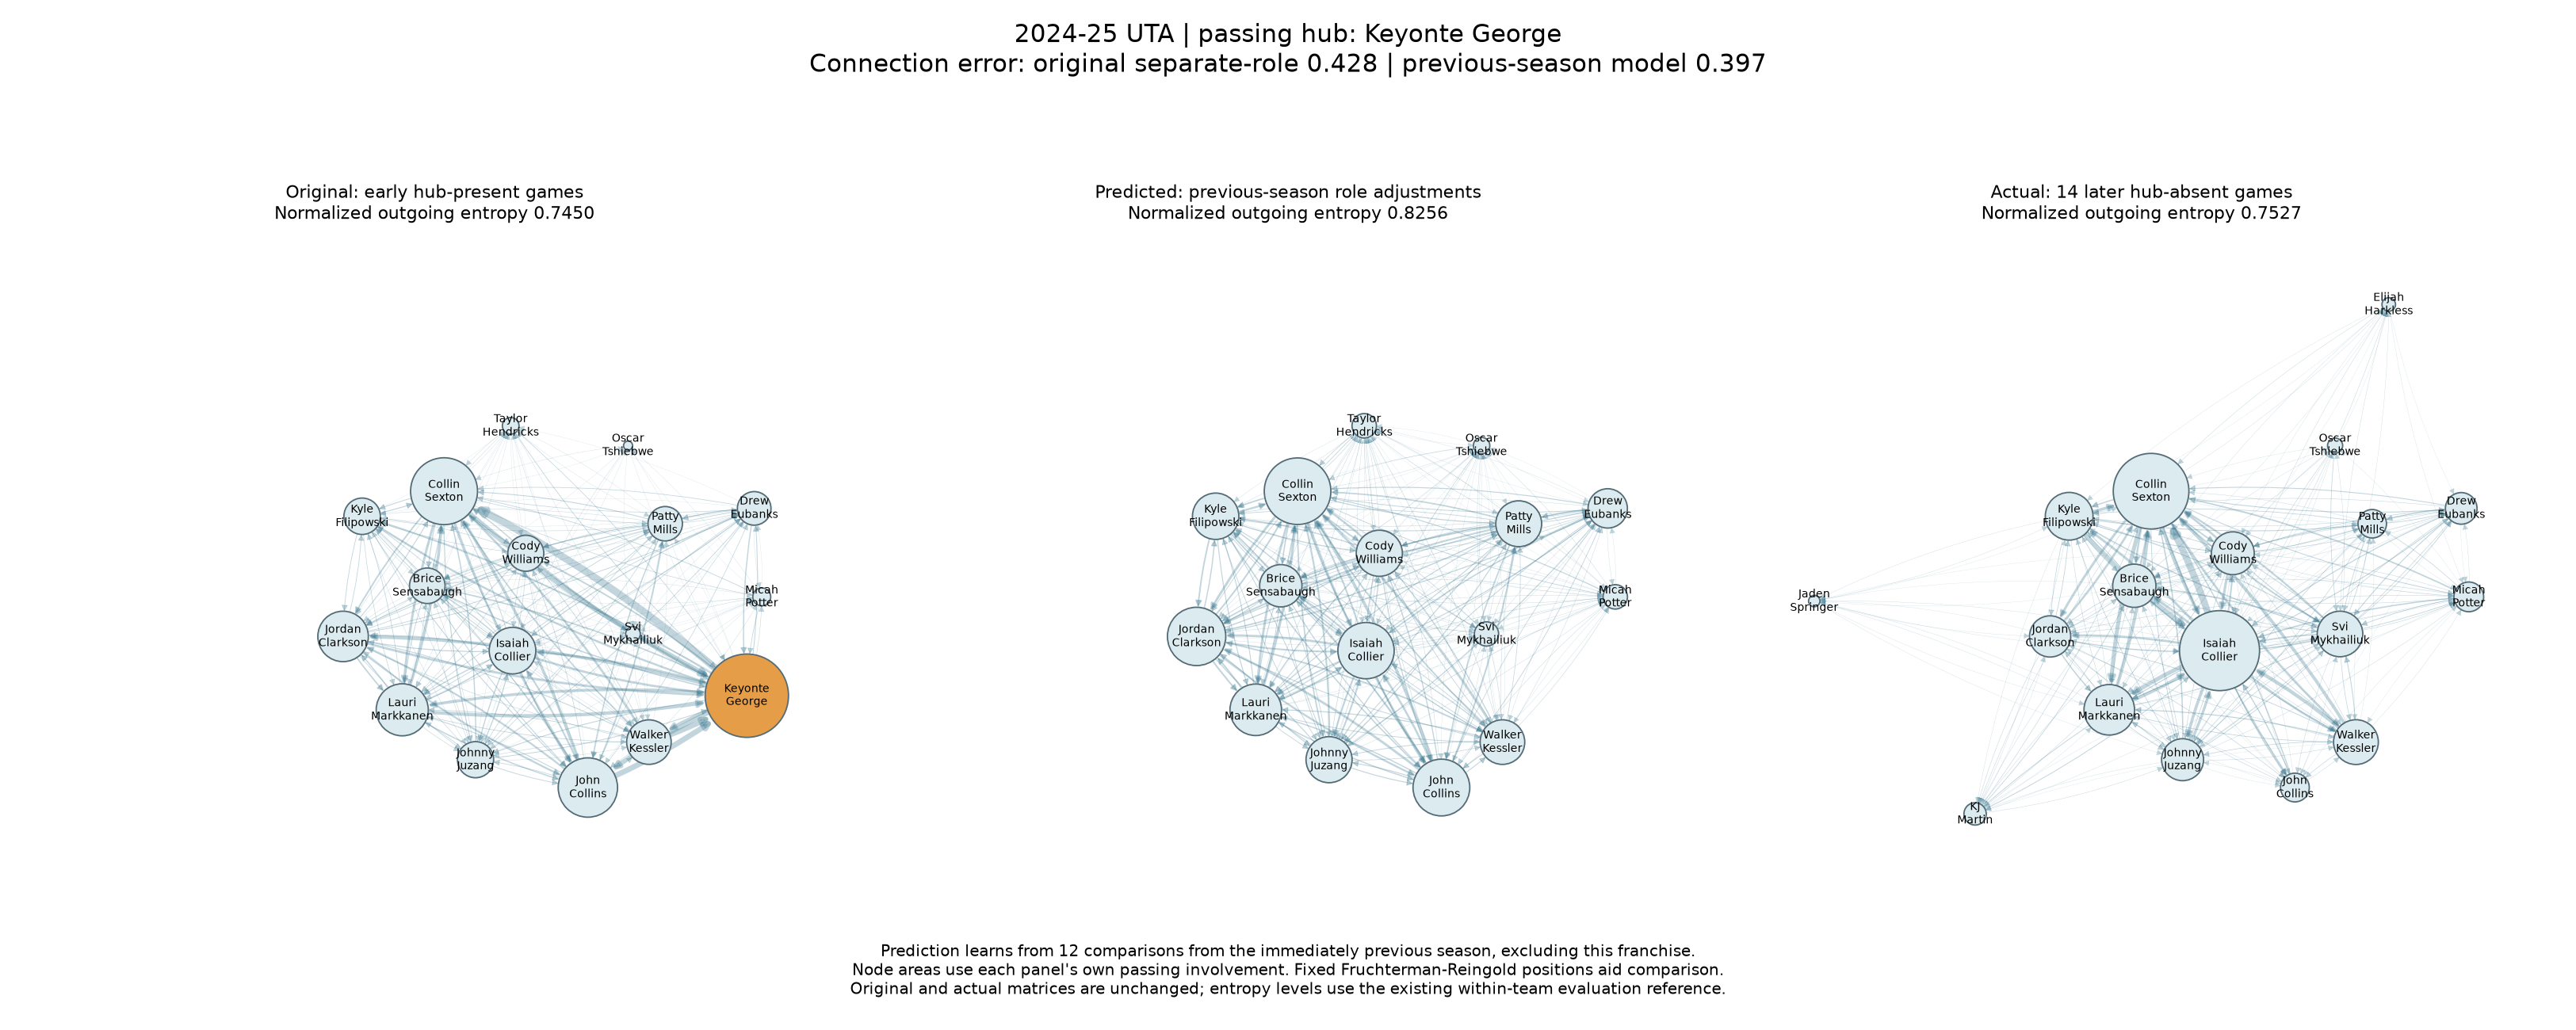 2024-25 UTA | passing hub: Keyonte George
Connection error: original separate-role 0.428 | previous-season model 0.397
Original: early hub-present games
Normalized outgoing entropy 0.7450
Taylor
Hendricks
Oscar
Tshiebwe
Collin
Sexton
Kyle
Filipowski
Drew
Eubanks
Patty
Mills
Cody
Williams
Brice
Sensabaugh
Micah
Potter
Jordan
Clarkson
Svi
Mykhailiuk
Isaiah
Collier
Keyonte
George
Lauri
Markkanen
Walker
Kessler
Johnny
Juzang
John
Collins
Predicted: previous-season role adjustments
Normalized outgoing entropy 0.8256
Taylor
Hendricks
Oscar
Tshiebwe
Collin
Sexton
Kyle
Filipowski
Drew
Eubanks
Patty
Mills
Cody
Williams
Brice
Sensabaugh
Micah
Potter
Jordan
Clarkson
Svi
Mykhailiuk
Isaiah
Collier
Lauri
Markkanen
Walker
Kessler
Johnny
Juzang
John
Collins
Actual: 14 later hub-absent games
Normalized outgoing entropy 0.7527
Elijah
Harkless
Oscar
Tshiebwe
Collin
Sexton
Kyle
Filipowski
Drew
Eubanks
Patty
Mills
Cody
Williams
Brice
Sensabaugh
Micah
Potter
Jaden
Springer
Jordan
Clarkson
Svi
Mykhailiuk
Isaiah
Collier
Lauri
Markkanen
Walker
Kessler
Johnny
Juzang
John
Collins
KJ
Martin
Prediction learns from 12 comparisons from the immediately previous season, excluding this franchise.
Node areas use each panel's own passing involvement. Fixed Fruchterman-Reingold positions aid comparison.
Original and actual matrices are unchanged; entropy levels use the existing within-team evaluation reference.